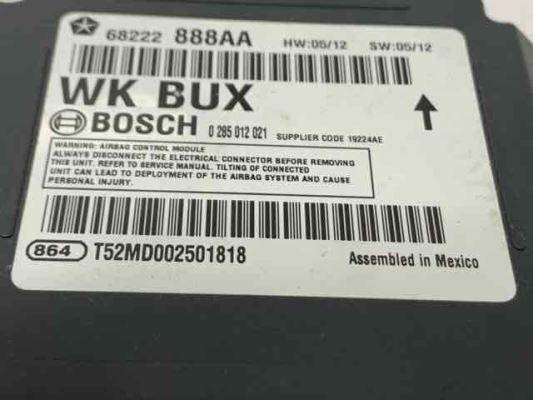 68222 888AA HW:05/12 SW:05/12
WK BUX
BOSCH 0 285 012 021 SUPPLIER CODE 19224AE
WARNING: AIRBAG CONTROL MODULE
ALWAYS DISCONNECT THE ELECTRICAL CONNECTOR BEFORE REMOVING
THIS UNIT. REFER TO SERVICE MANUAL. TILTING OF CONNECTED
UNIT CAN LEAD TO DEPLOYMENT OF THE AIRBAG SYSTEM AND CAUSE
PERSONAL INJURY.
864 T52MD002501818 Assembled in Mexico